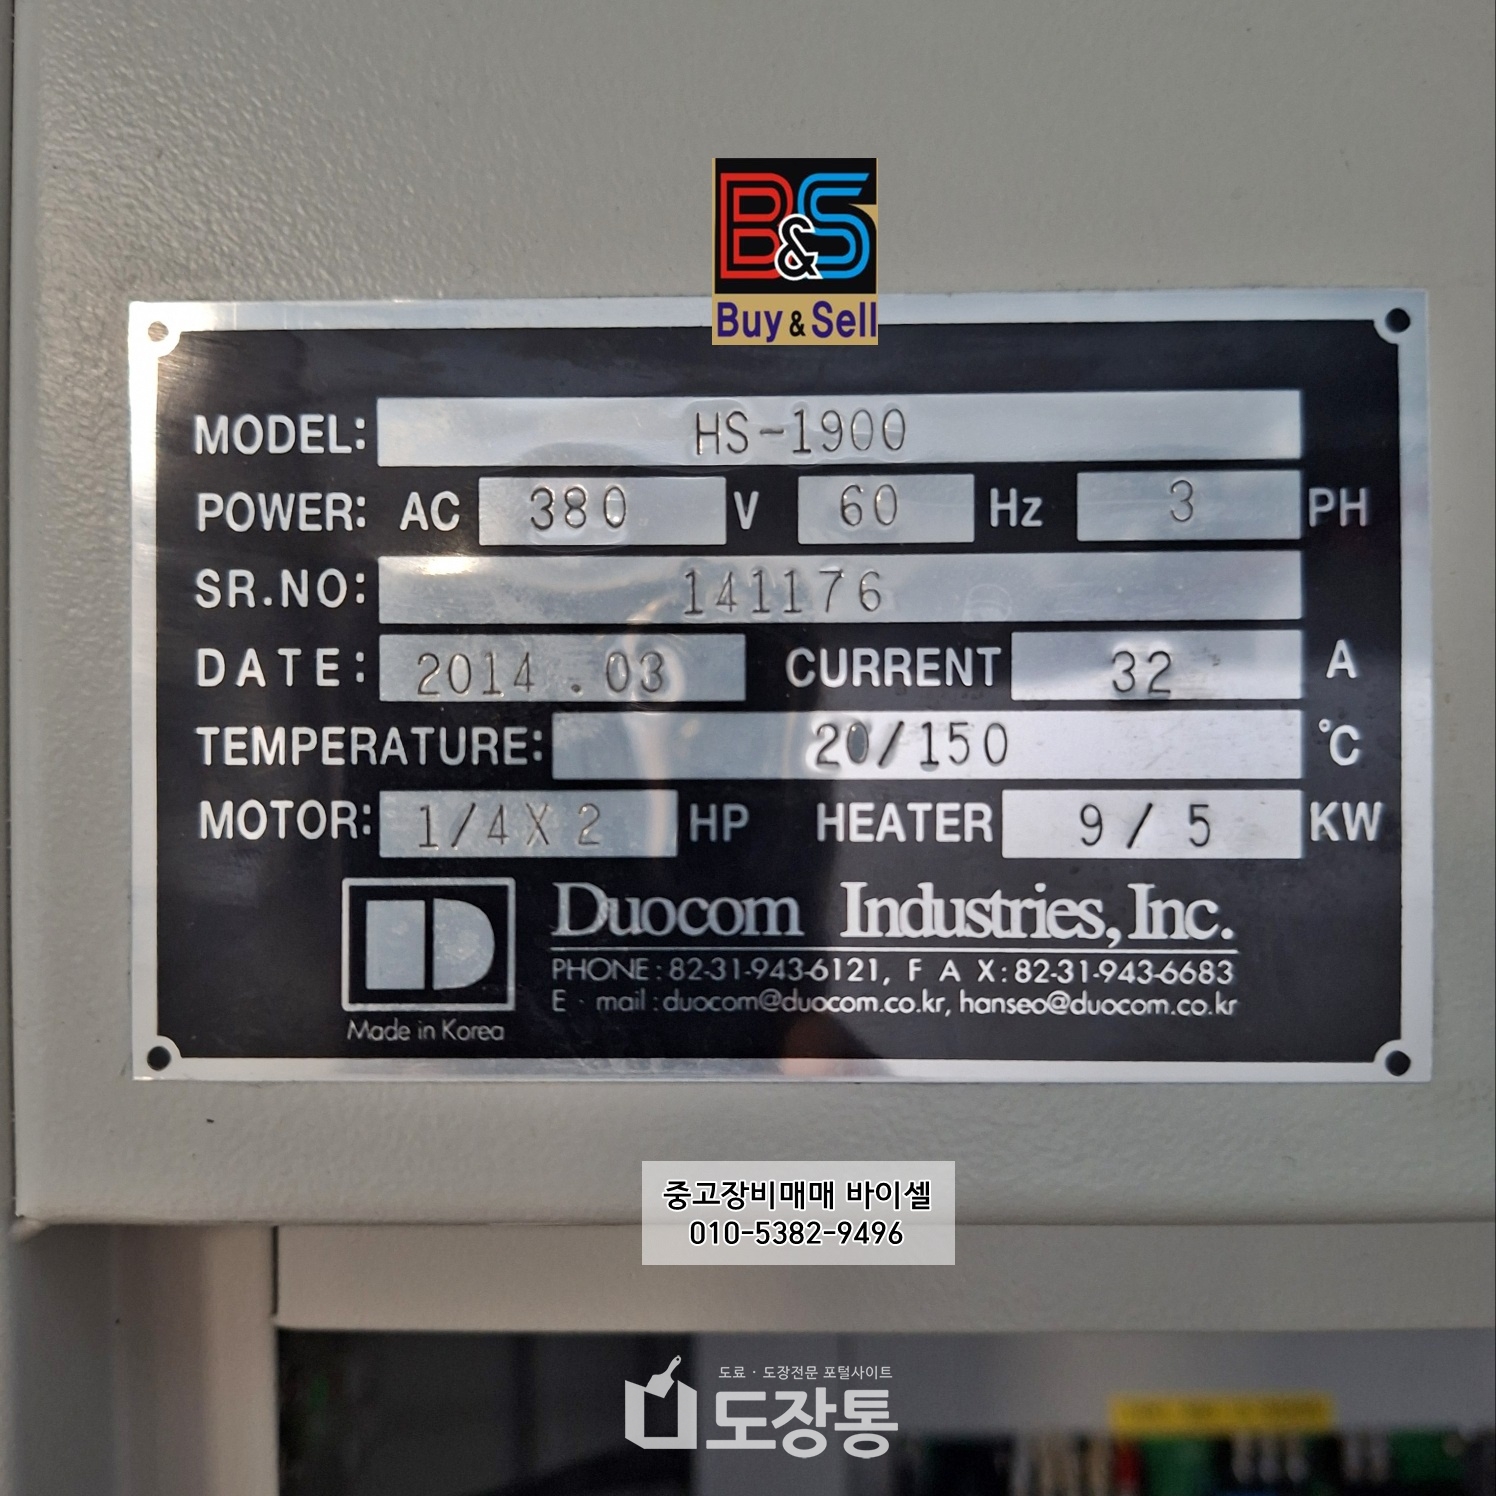 B&S
Buy & Sell
MODEL: HS-1900
POWER: AC 380 V 60 Hz 3 PH
SR.NO: 141176
DATE: 2014.03 CURRENT 32 A
TEMPERATURE: 20/150 °C
MOTOR: 1/4X2 HP HEATER 9/5 KW
Duocom Industries, Inc.
PHONE : 82-31-943-6121, F A X : 82-31-943-6683
E · mail : duocom@duocom.co.kr, hanseo@duocom.co.kr
Made in Korea
중고장비매매 바이셀
010-5382-9496
도료 · 도장전문 포털사이트
도장통